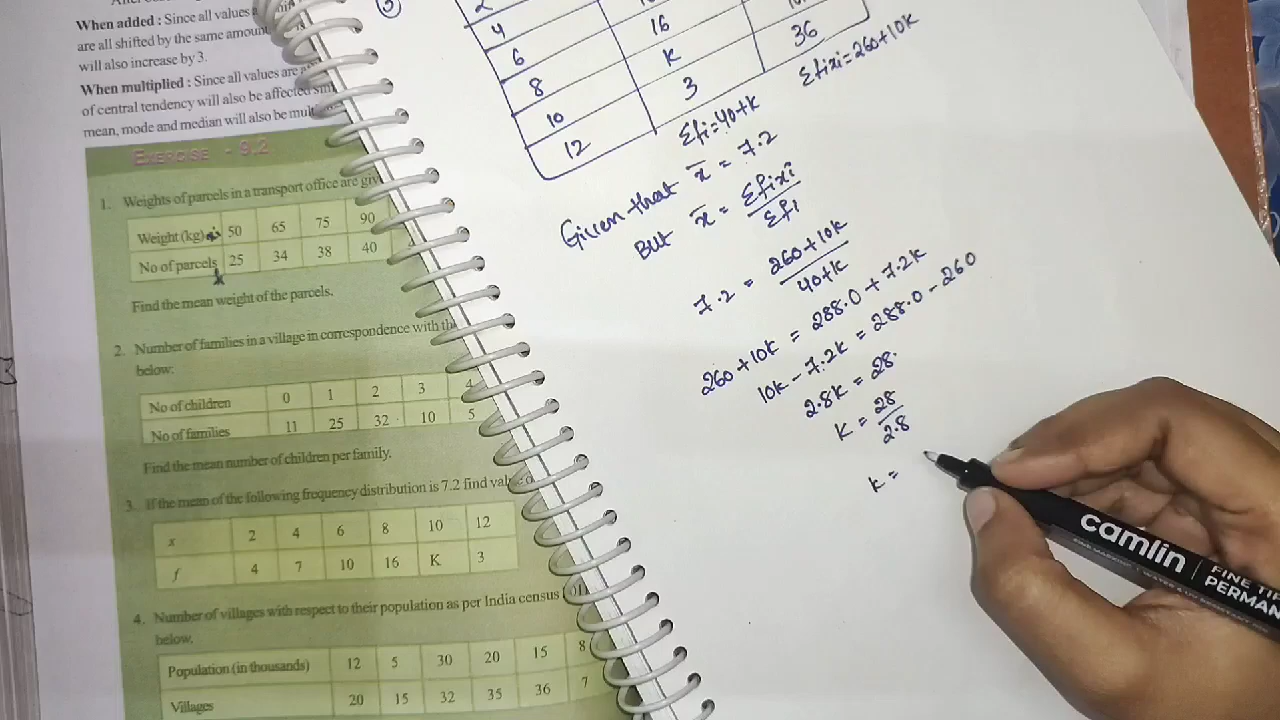 When added : Since all values
are all shifted by the same amount
will also increase by 3.
When multiplied : Since all values are
of central tendency will also be affected
mean, mode and median will also be
EXERCISE - 9.2
1. Weights of parcels in a transport office are
Weight (kg) 50 65 75 90
No of parcels 25 34 38 40
x
Find the mean weight of the parcels.
2. Number of families in a village in correspondence with the
below:
No of children 0 1 2 3 4
No of families 11 25 32 10 5
Find the mean number of children per family.
3. If the mean of the following frequency distribution is 7.2 find
x 2 4 6 8 10 12
f 4 7 10 16 K 3
4. Number of villages with respect to their population as per India census
below.
Population (in thousands) 12 5 30 20 15 8
Villages 20 15 32 35 36 7
3
2
4
6 16
8 K 36
10 3
12
Σfi=40+k Σfixi=260+10k
Given that x̄ = 7.2
But x̄ = Σfixi/Σfi
7.2 = 260+10k/40+k
260+10k = 288.0+7.2k
10k-7.2k = 288.0-260
2.8k = 28.
K = 28/2.8
k =
camlin
FINE TIP
PERMAN